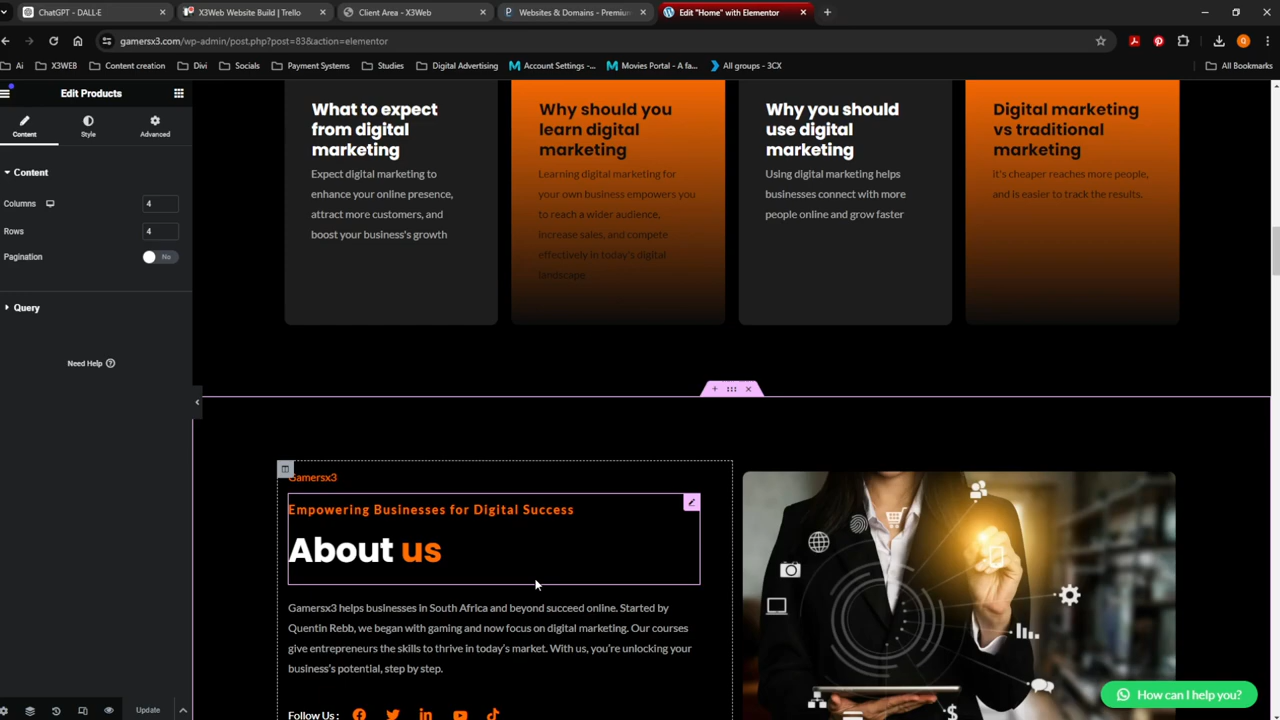 ChatGPT - DALL-E
X3Web Website Build | Trello
Client Area - X3Web
Websites & Domains - Premium
Edit "Home" with Elementor
gamersx3.com/wp-admin/post.php?post=83&action=elementor
Ai
X3WEB
Content creation
Divi
Socials
Payment Systems
Studies
Digital Advertising
Account Settings -...
Movies Portal - A fa...
All groups - 3CX
All Bookmarks
Edit Products
Content
Style
Advanced
Content
Columns
4
Rows
4
Pagination
No
Query
Need Help
Update
What to expect
from digital
marketing
Expect digital marketing to
enhance your online presence,
attract more customers, and
boost your business's growth
Why should you
learn digital
marketing
Learning digital marketing for
your own business empowers you
to reach a wider audience,
increase sales, and compete
effectively in today's digital
landscape
Why you should
use digital
marketing
Using digital marketing helps
businesses connect with more
people online and grow faster
Digital marketing
vs traditional
marketing
it's cheaper reaches more people,
and is easier to track the results.
Gamersx3
Empowering Businesses for Digital Success
About us
Gamersx3 helps businesses in South Africa and beyond succeed online. Started by
Quentin Rebb, we began with gaming and now focus on digital marketing. Our courses
give entrepreneurs the skills to thrive in today's market. With us, you're unlocking your
business's potential, step by step.
Follow Us :
How can I help you?